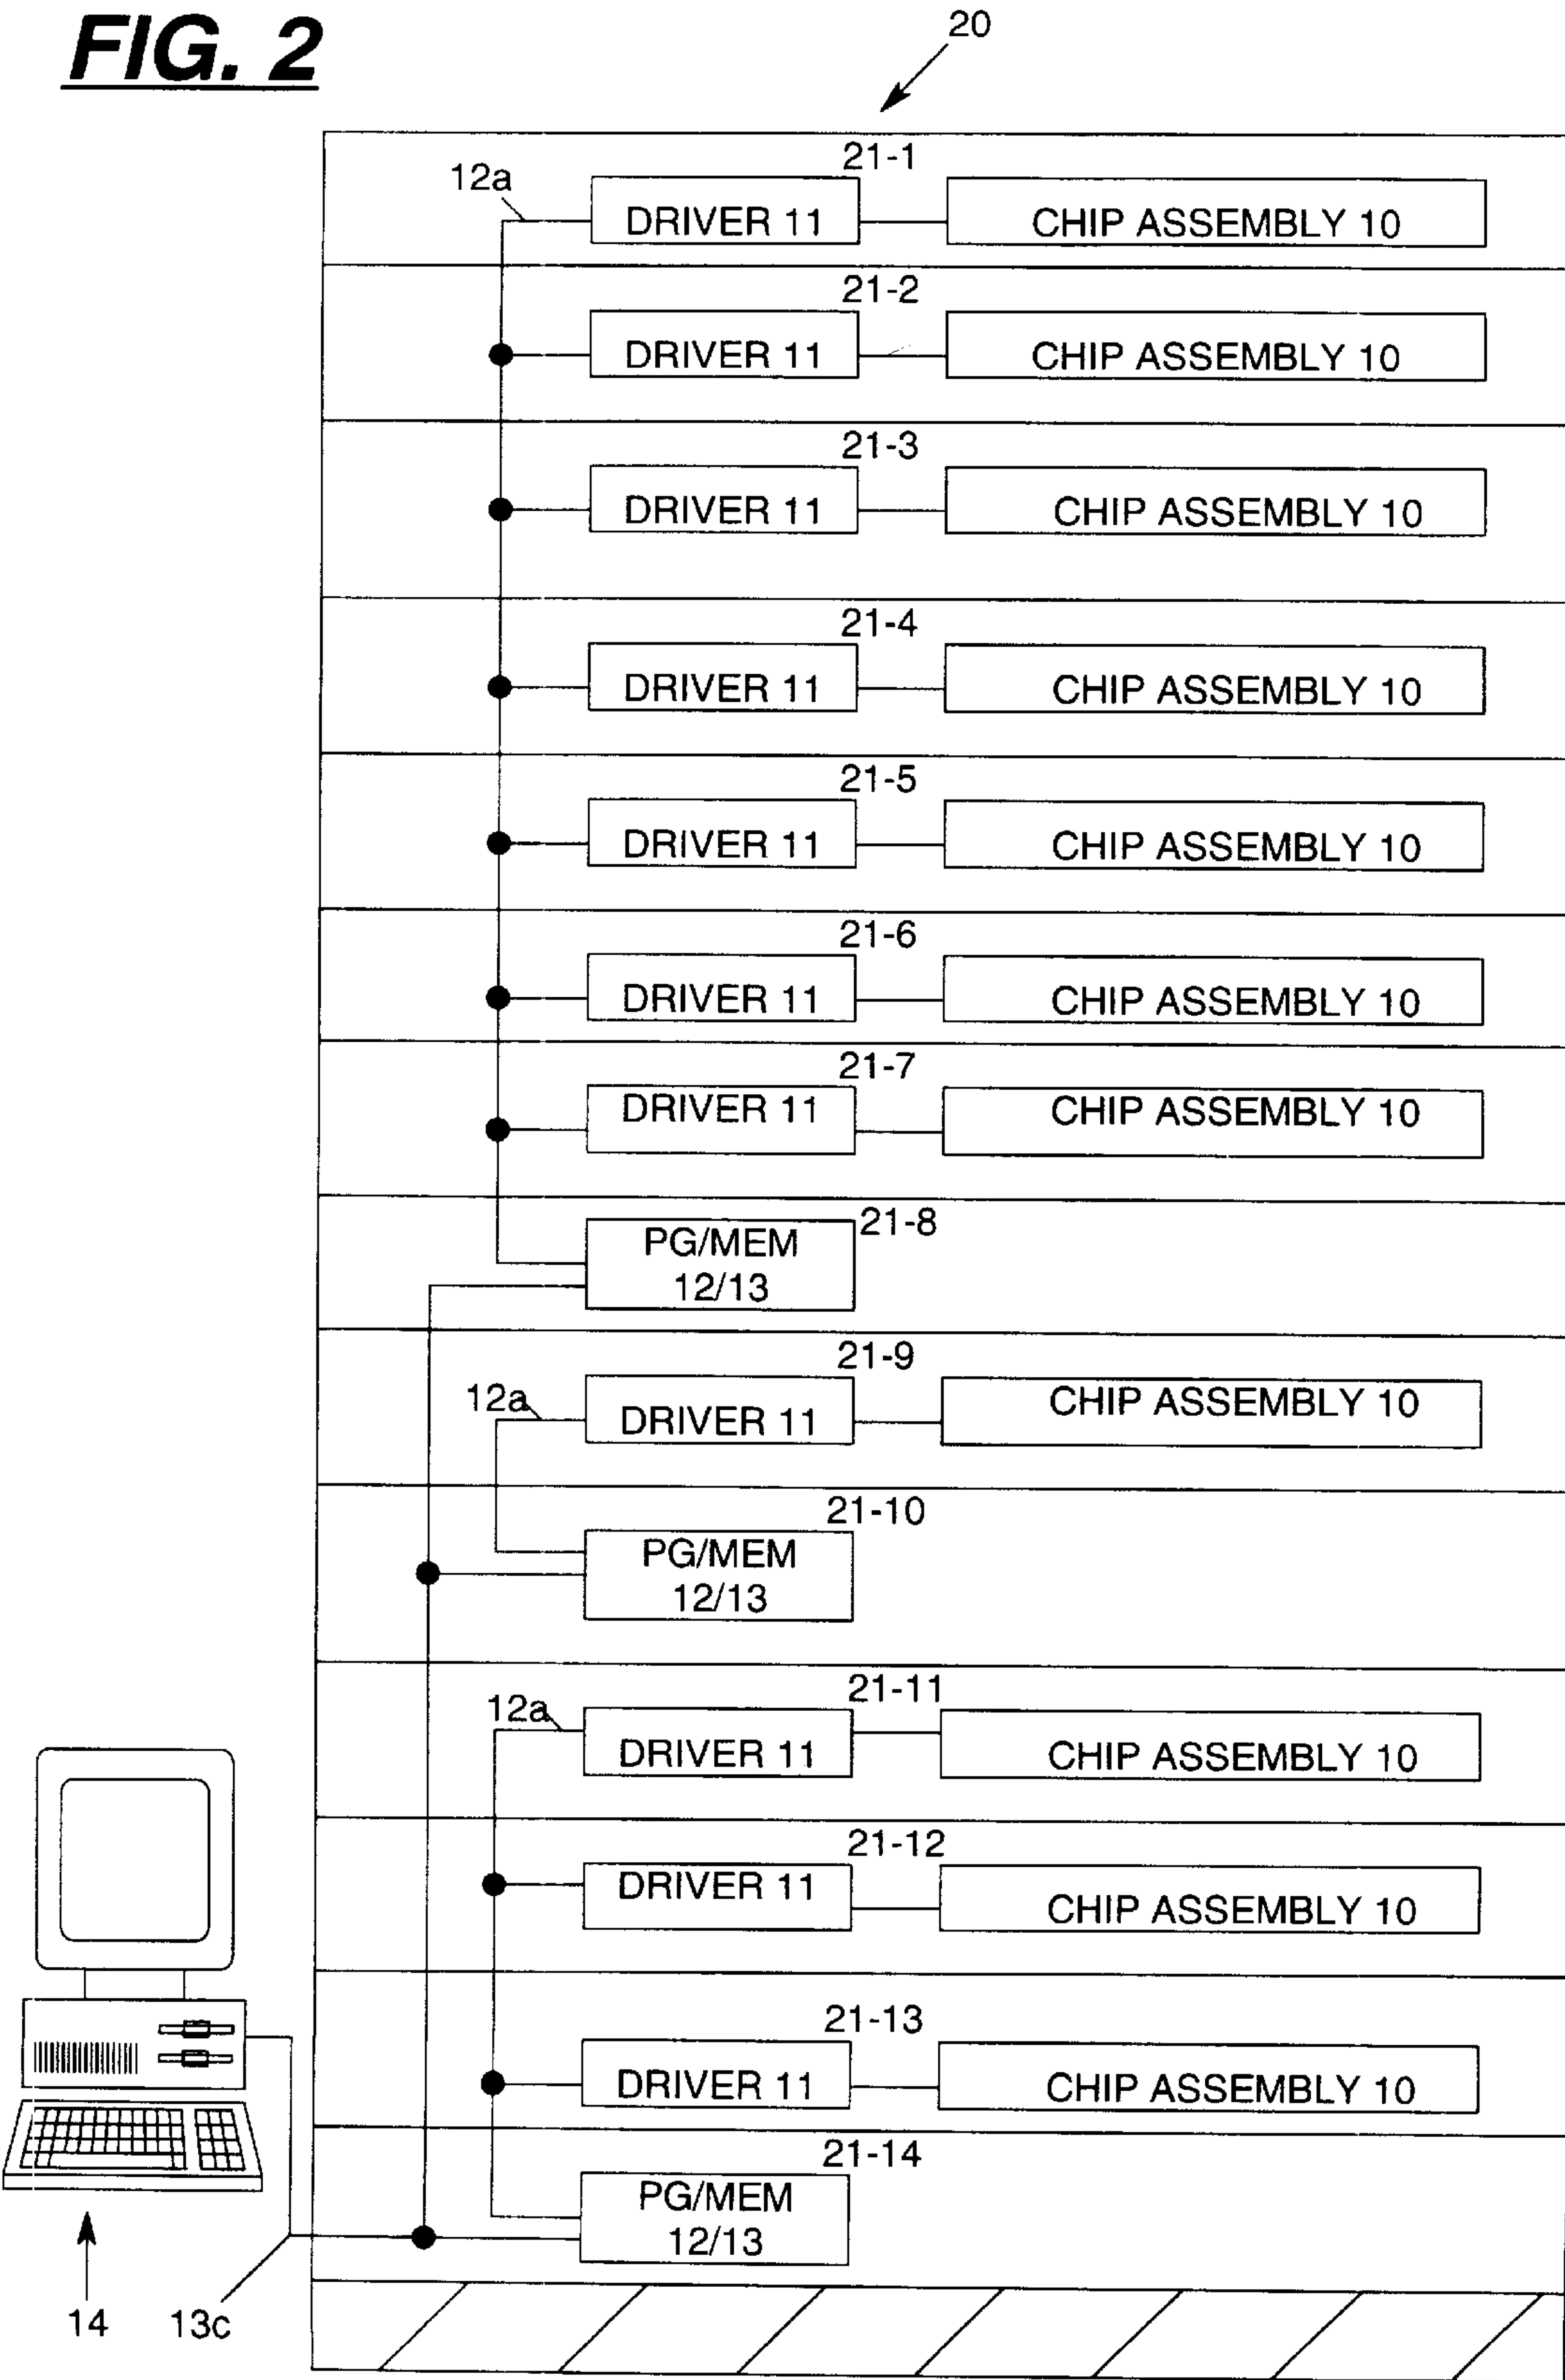 FIG. 2
20
21-1
12a
DRIVER 11 CHIP ASSEMBLY 10
21-2
DRIVER 11 CHIP ASSEMBLY 10
21-3
DRIVER 11 CHIP ASSEMBLY 10
21-4
DRIVER 11 CHIP ASSEMBLY 10
21-5
DRIVER 11 CHIP ASSEMBLY 10
21-6
DRIVER 11 CHIP ASSEMBLY 10
21-7
DRIVER 11 CHIP ASSEMBLY 10
21-8
PG/MEM
12/13
21-9
12a
DRIVER 11 CHIP ASSEMBLY 10
21-10
PG/MEM
12/13
21-11
12a
DRIVER 11 CHIP ASSEMBLY 10
21-12
DRIVER 11 CHIP ASSEMBLY 10
21-13
DRIVER 11 CHIP ASSEMBLY 10
21-14
PG/MEM
12/13
14 13c